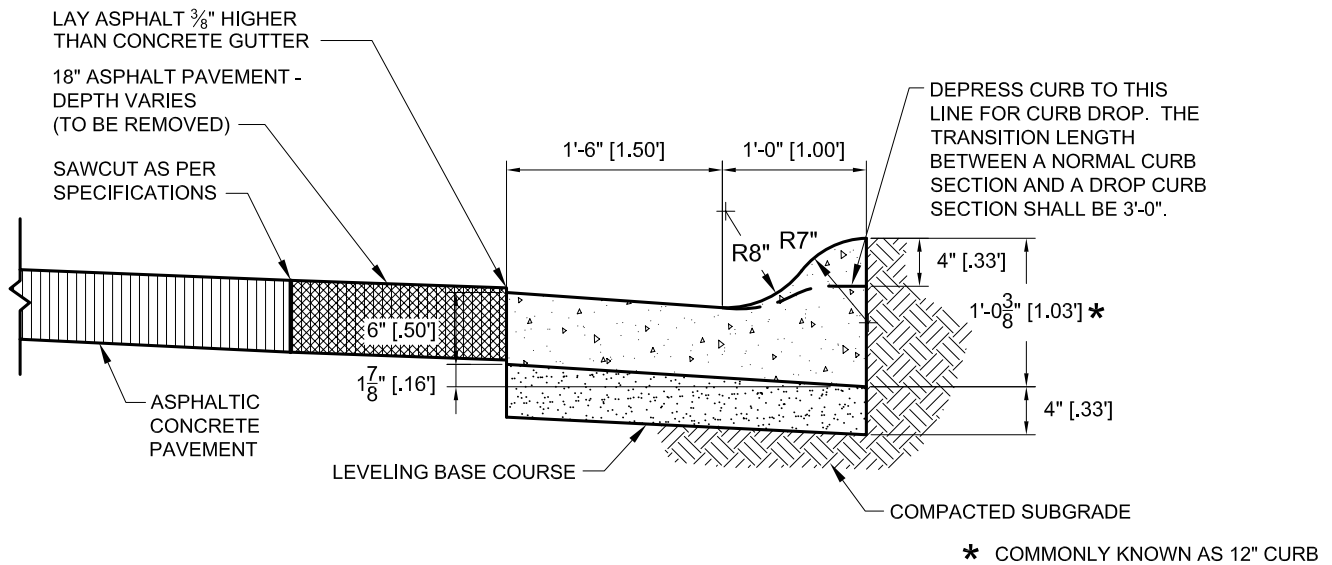 LAY ASPHALT ⅜" HIGHER
THAN CONCRETE GUTTER
18" ASPHALT PAVEMENT -
DEPTH VARIES
(TO BE REMOVED)
SAWCUT AS PER
SPECIFICATIONS
1'-6" [1.50']
1'-0" [1.00']
DEPRESS CURB TO THIS
LINE FOR CURB DROP. THE
TRANSITION LENGTH
BETWEEN A NORMAL CURB
SECTION AND A DROP CURB
SECTION SHALL BE 3'-0".
R8"
R7"
4" [.33']
1'-0⅜" [1.03'] *
6" [.50']
1⅞" [.16']
4" [.33']
ASPHALTIC
CONCRETE
PAVEMENT
LEVELING BASE COURSE
COMPACTED SUBGRADE
* COMMONLY KNOWN AS 12" CURB